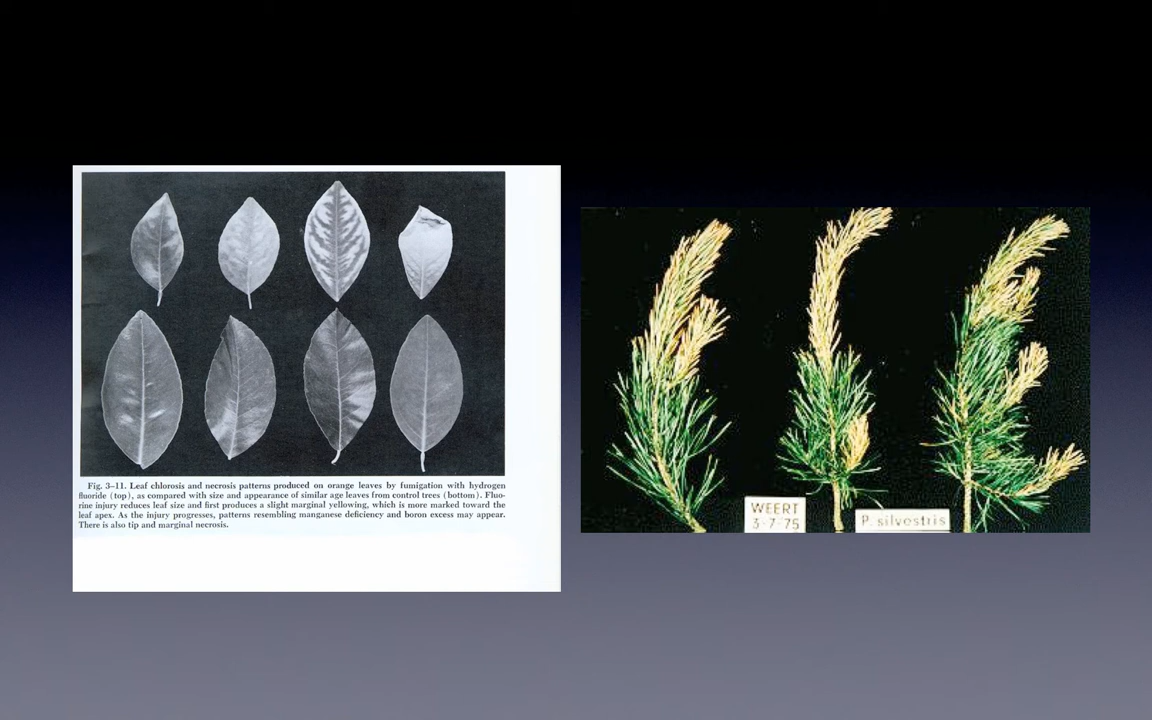 Fig. 3–11. Leaf chlorosis and necrosis patterns produced on orange leaves by fumigation with hydrogen
fluoride (top), as compared with size and appearance of similar age leaves from control trees (bottom). Fluo-
rine injury reduces leaf size and first produces a slight marginal yellowing, which is more marked toward the
leaf apex. As the injury progresses, patterns resembling manganese deficiency and boron excess may appear.
There is also tip and marginal necrosis.
WEERT
3-7-75
P. silvestris